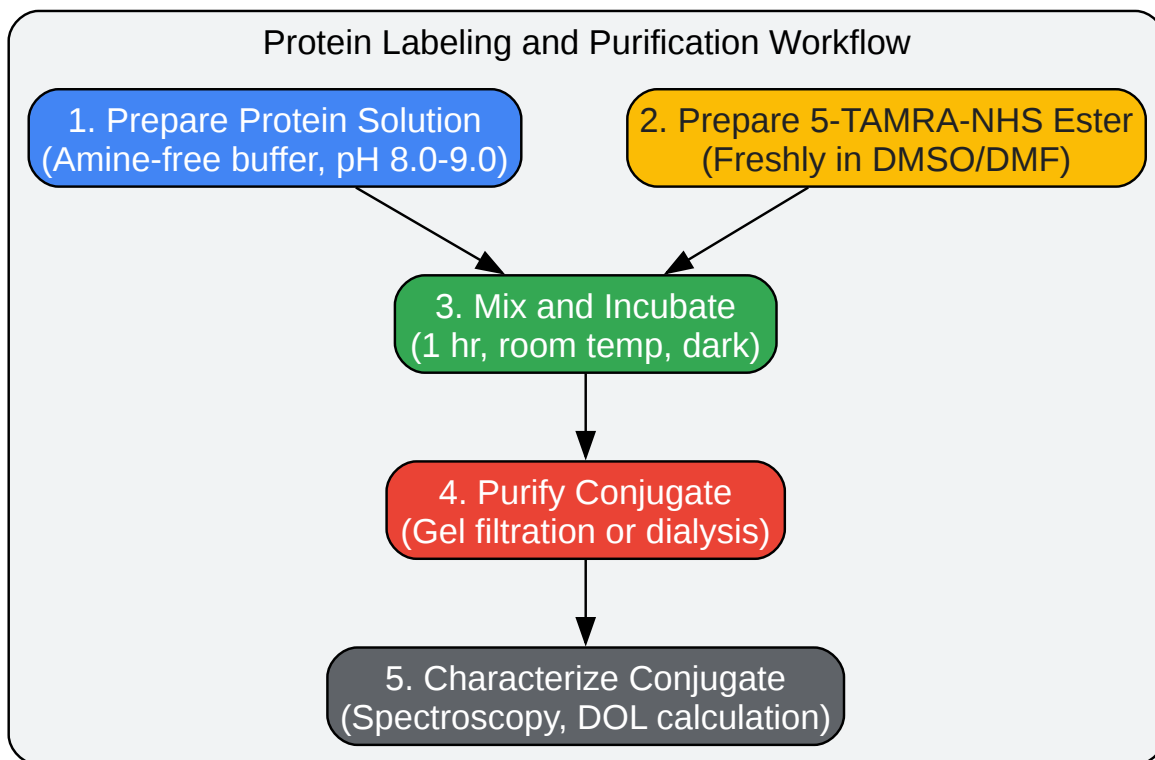 Protein Labeling and Purification Workflow
1. Prepare Protein Solution
(Amine-free buffer, pH 8.0-9.0)
2. Prepare 5-TAMRA-NHS Ester
(Freshly in DMSO/DMF)
3. Mix and Incubate
(1 hr, room temp, dark)
4. Purify Conjugate
(Gel filtration or dialysis)
5. Characterize Conjugate
(Spectroscopy, DOL calculation)